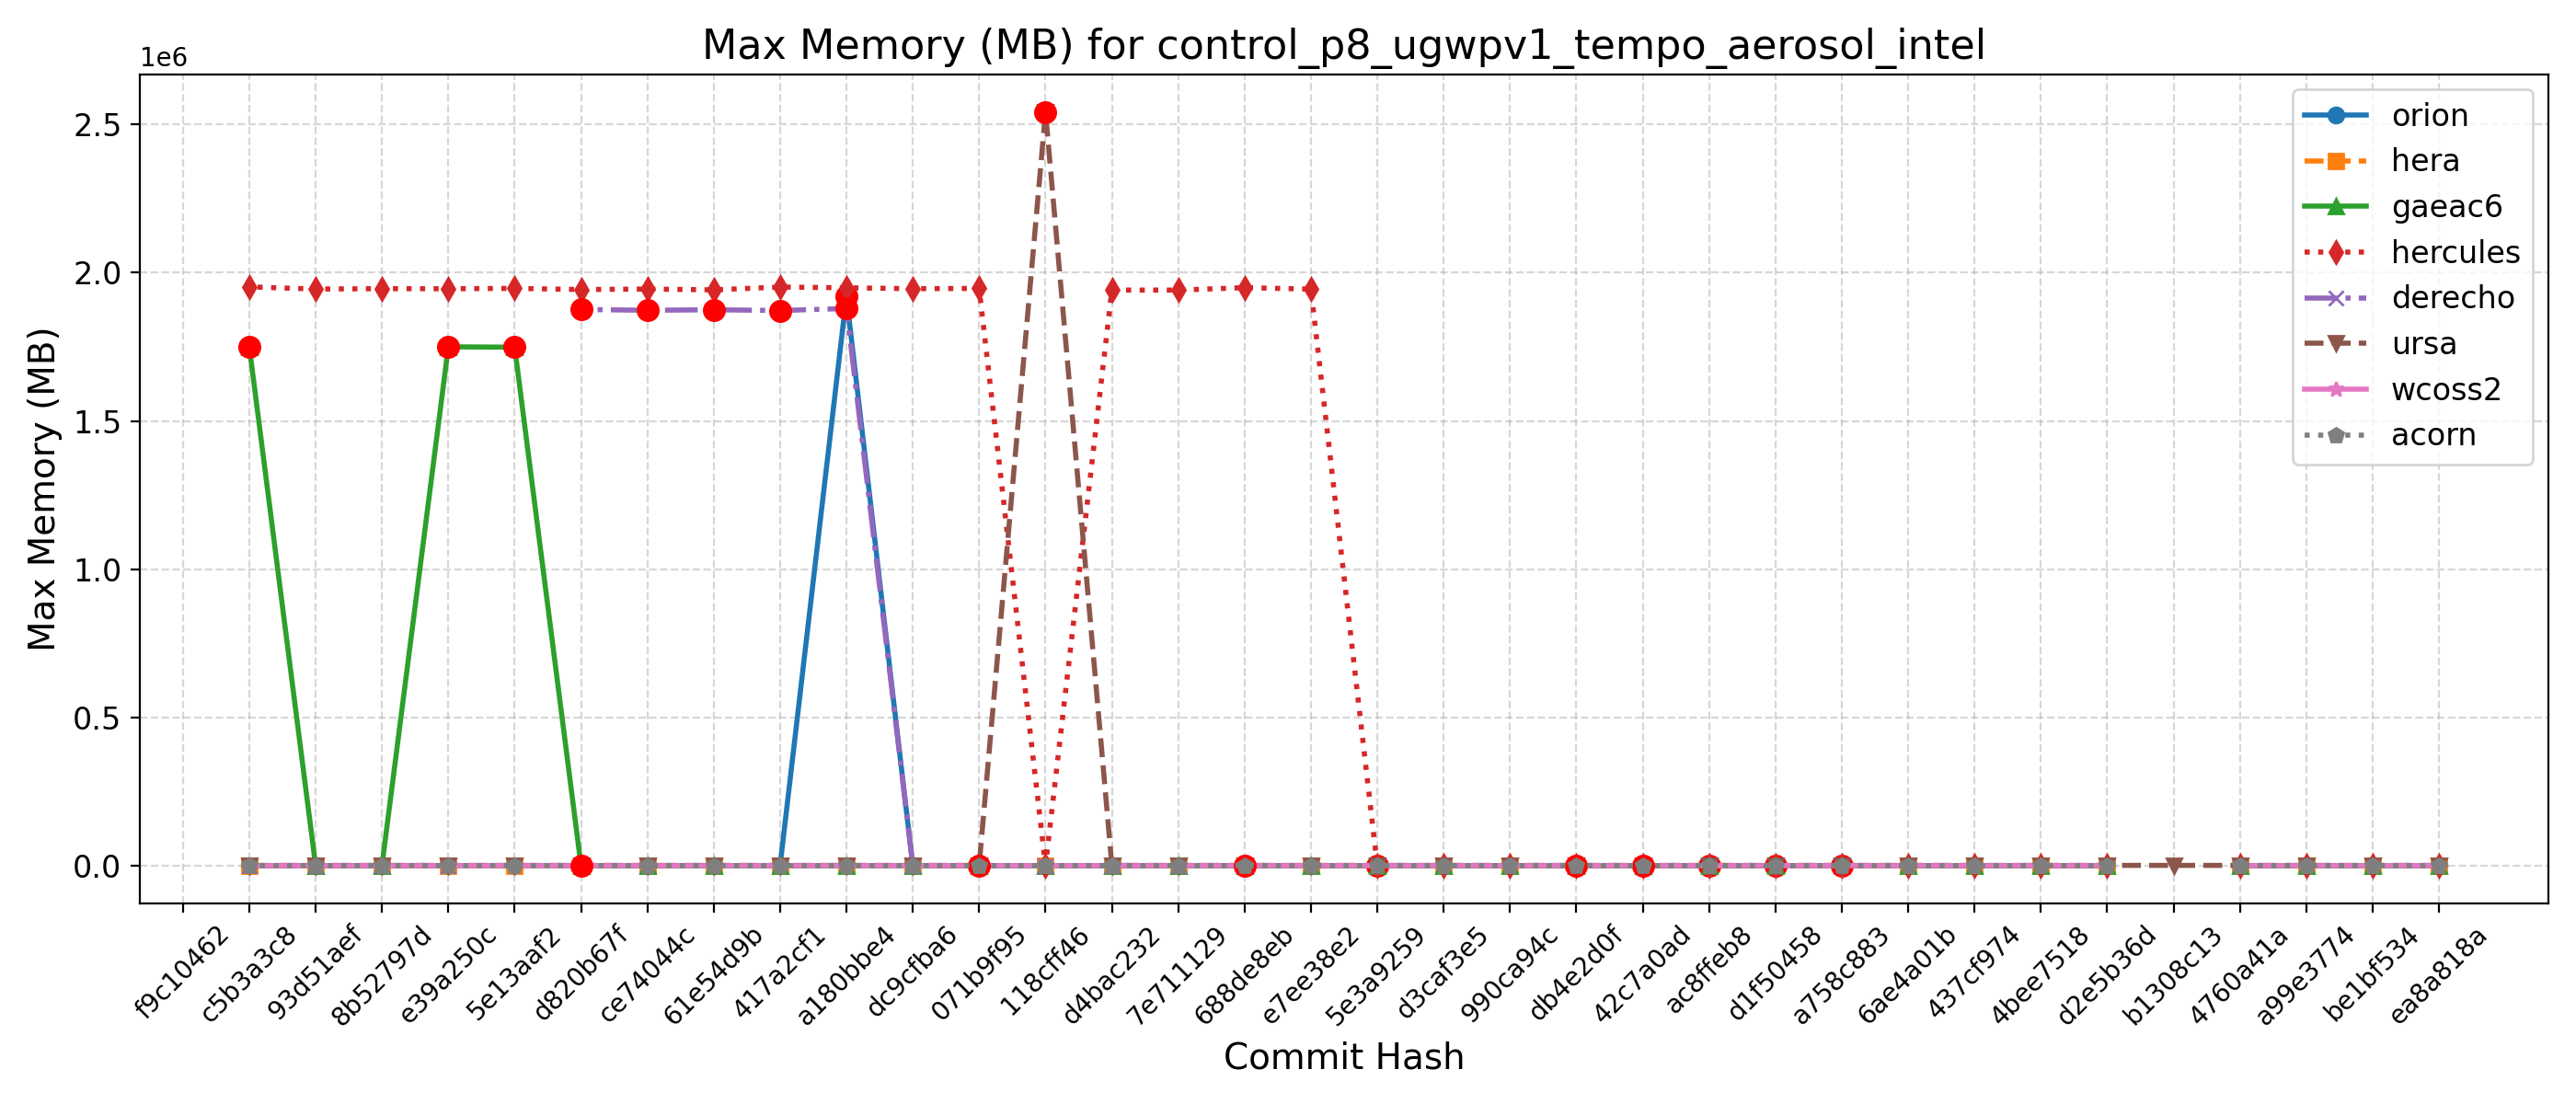 Max Memory (MB) for control_p8_ugwpv1_tempo_aerosol_intel
1e6
2.5
2.0
1.5
1.0
0.5
0.0
Max Memory (MB)
orion
hera
gaeac6
hercules
derecho
ursa
wcoss2
acorn
f9c10462
c5b3a3c8
93d51aef
8b52797d
e39a250c
5e13aaf2
d820b67f
ce74044c
61e54d9b
417a2cf1
a180bbe4
dc9cfba6
071b9f95
118cff46
d4bac232
7e711129
688de8eb
e7ee38e2
5e3a9259
d3caf3e5
990ca94c
db4e2d0f
42c7a0ad
ac8ffeb8
d1f50458
a758c883
6ae4a01b
437cf974
4bee7518
d2e5b36d
b1308c13
4760a41a
a99e3774
be1bf534
ea8a818a
Commit Hash